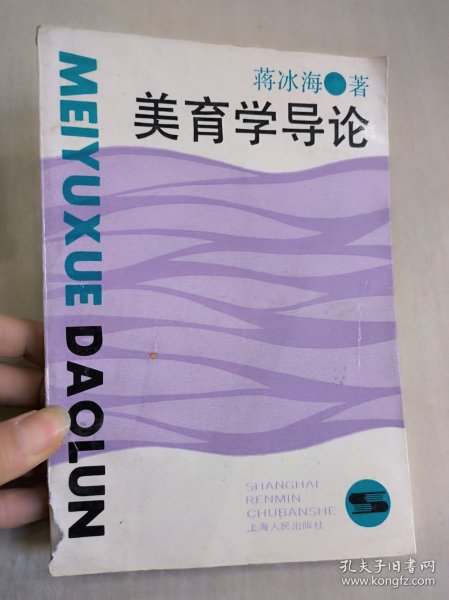 蒋冰海●著
美育学导论
MEIYUXUE DAOLUN
SHANGHAI
RENMIN
CHUBANSHE
上海人民出版社
孔夫子旧书网
www.kongfz.com